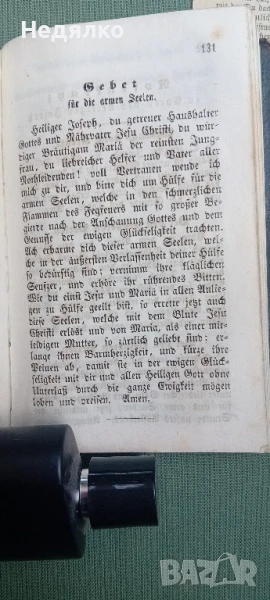 Недялко
131
Gebet
für die armen Seelen.
Heiliger Joseph, du getreuer Haushalter
Gottes und Nährvater Jesu Christi, du wür-
diger Bräutigam Mariä der reinsten Jung-
frau, du liebreicher Helfer und Vater aller
Nothleidenden! voll Vertrauen wende ich
mich zu dir, und bitte dich um Hülfe für die
armen Seelen, welche in den schmerzlichen
Flammen des Fegfeuers mit so großer Be-
gierde nach der Anschauung Gottes und dem
Genusse der ewigen Glückseligkeit trachten.
Ach erbarme dich dieser armen Seelen, welche
in der äußersten Verlassenheit deiner Hülfe
so bedürftig sind; vernimm ihre kläglichen
Seufzer, und erhöre ihr rührendes Bitten.
Wie du einst Jesu und Mariä in allen Anlie-
gen zu Hülfe geeilt bist, so errette jetzt auch
diese Seelen, welche mit dem Blute Jesu
Christi erlöst und von Maria, als einer mit-
leidigen Mutter, so zärtlich geliebt sind; er-
lange ihnen Barmherzigkeit, und kürze ihre
Peinen ab, damit sie in der ewigen Glück-
seligkeit mit dir und allen Heiligen Gott ohne
Unterlaß durch die ganze Ewigkeit mögen
loben und preisen. Amen.
BAZAR
bg